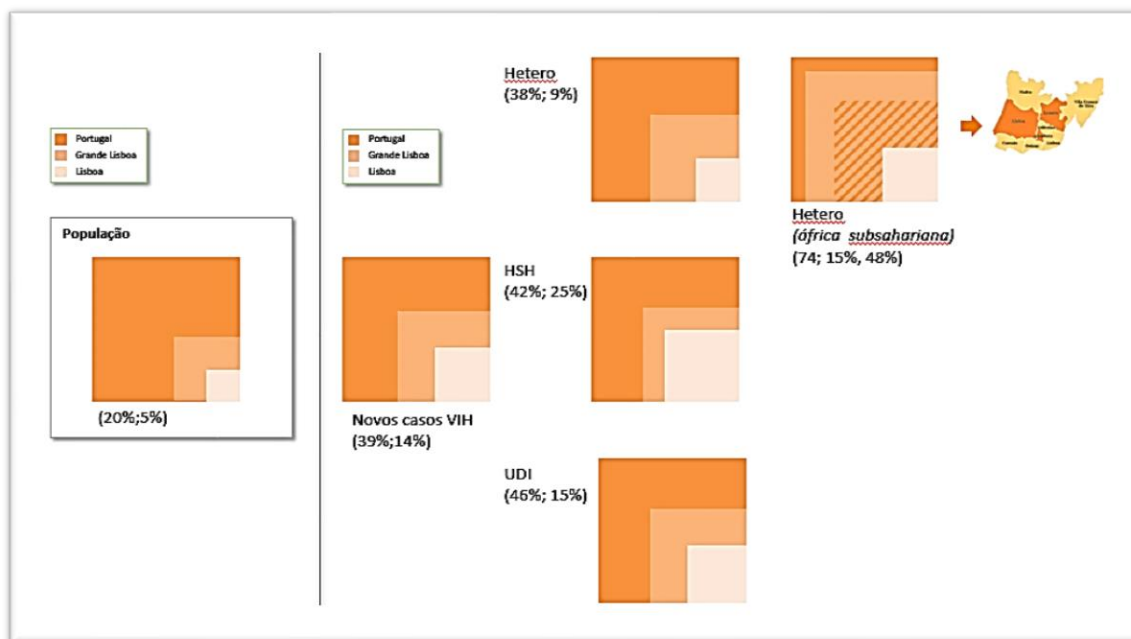 Portugal
Grande Lisboa
Lisboa
População
(20%;5%)
Portugal
Grande Lisboa
Lisboa
Novos casos VIH
(39%;14%)
Hetero
(38%; 9%)
HSH
(42%; 25%)
UDI
(46%; 15%)
Hetero
(áfrica subsahariana)
(74; 15%, 48%)